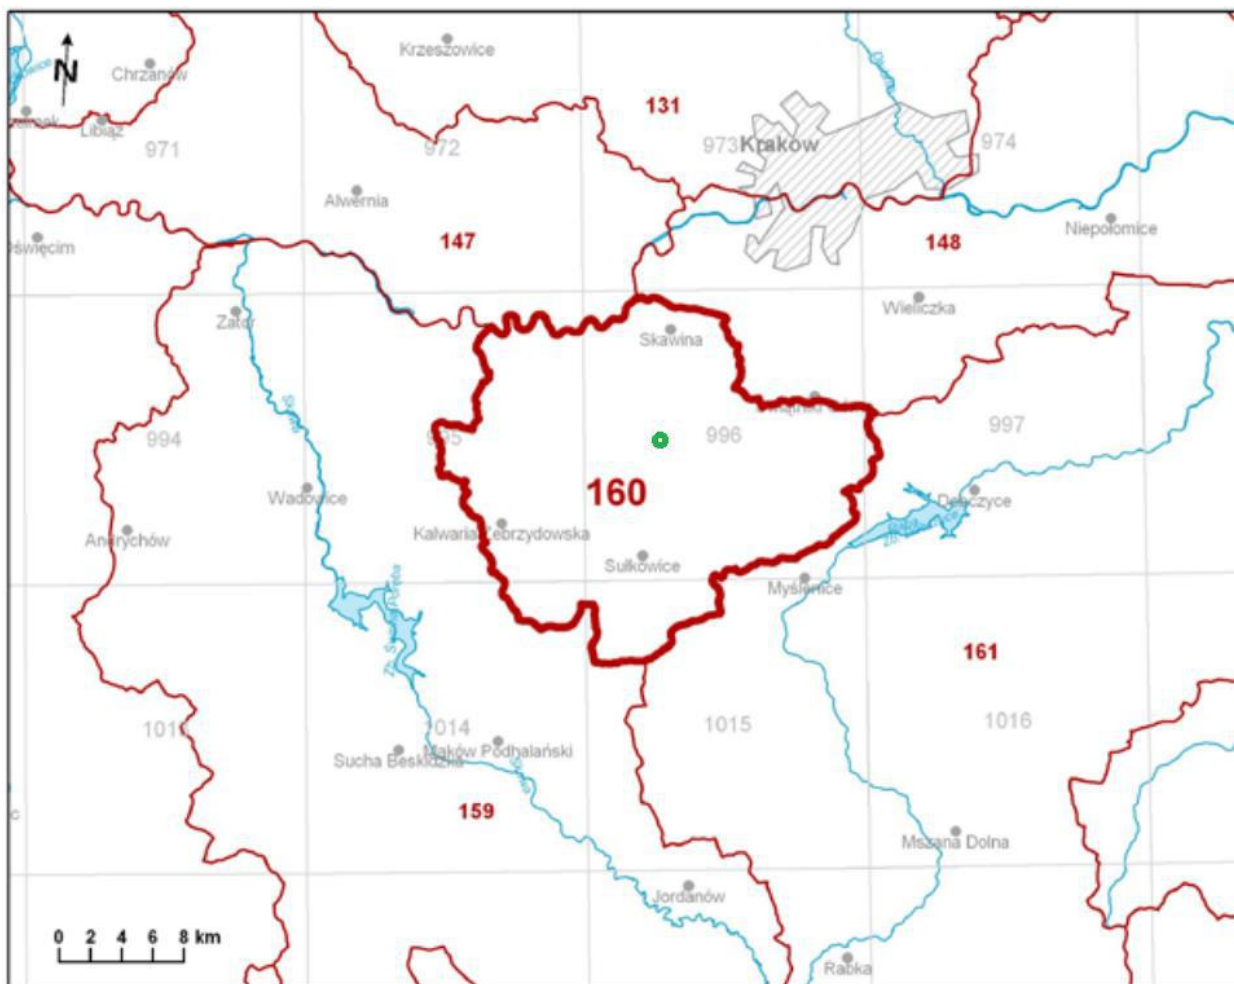 Krzeszowice
N
Chrzanów
131
Libiąż
Kraków
971
972
973
974
Alwernia
Niepołomice
147
148
Wieliczka
Zator
Skawina
994
996
997
160
Wadowice
Dobczyce
Kalwaria Zebrzydowska
Andrychów
Sułkowice
Myślenice
161
1014
1015
1016
Sucha Beskidzka
Maków Podhalański
159
Mszana Dolna
Jordanów
0 2 4 6 8 km
Rabka